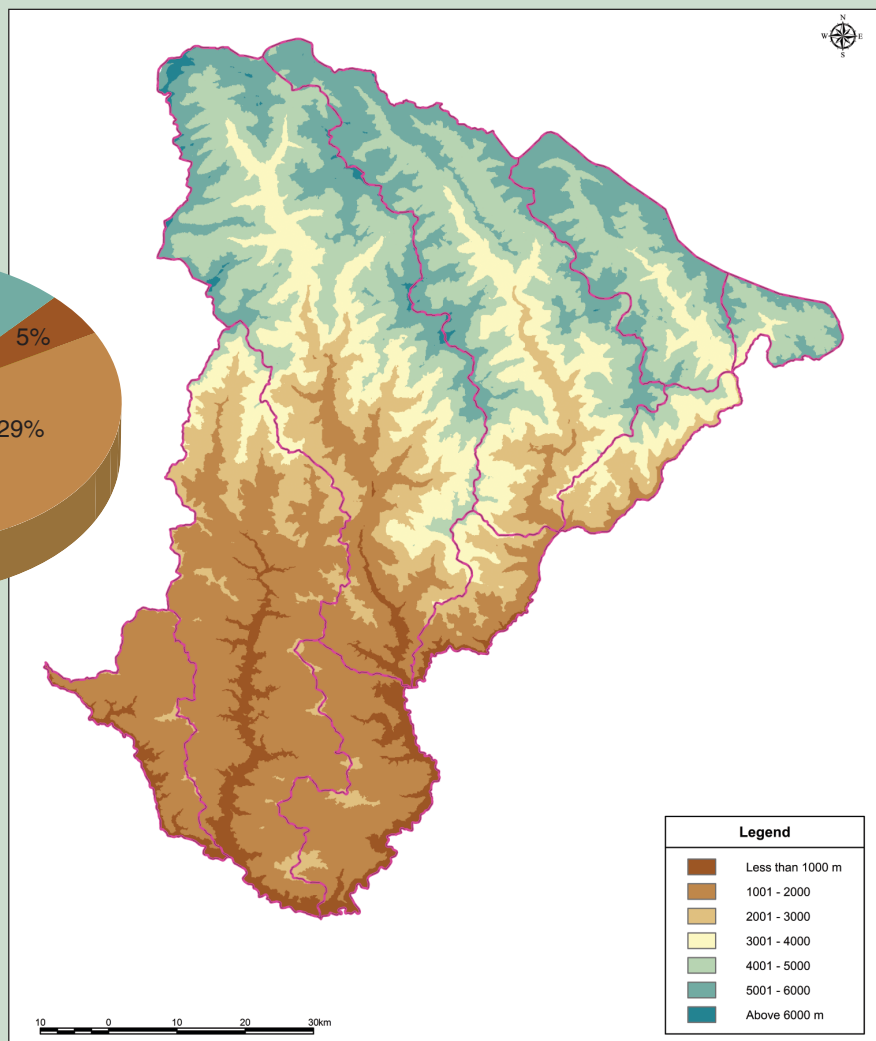 N
W E
S
5%
29%
Legend
Less than 1000 m
1001 - 2000
2001 - 3000
3001 - 4000
4001 - 5000
5001 - 6000
Above 6000 m
10 0 10 20 30km